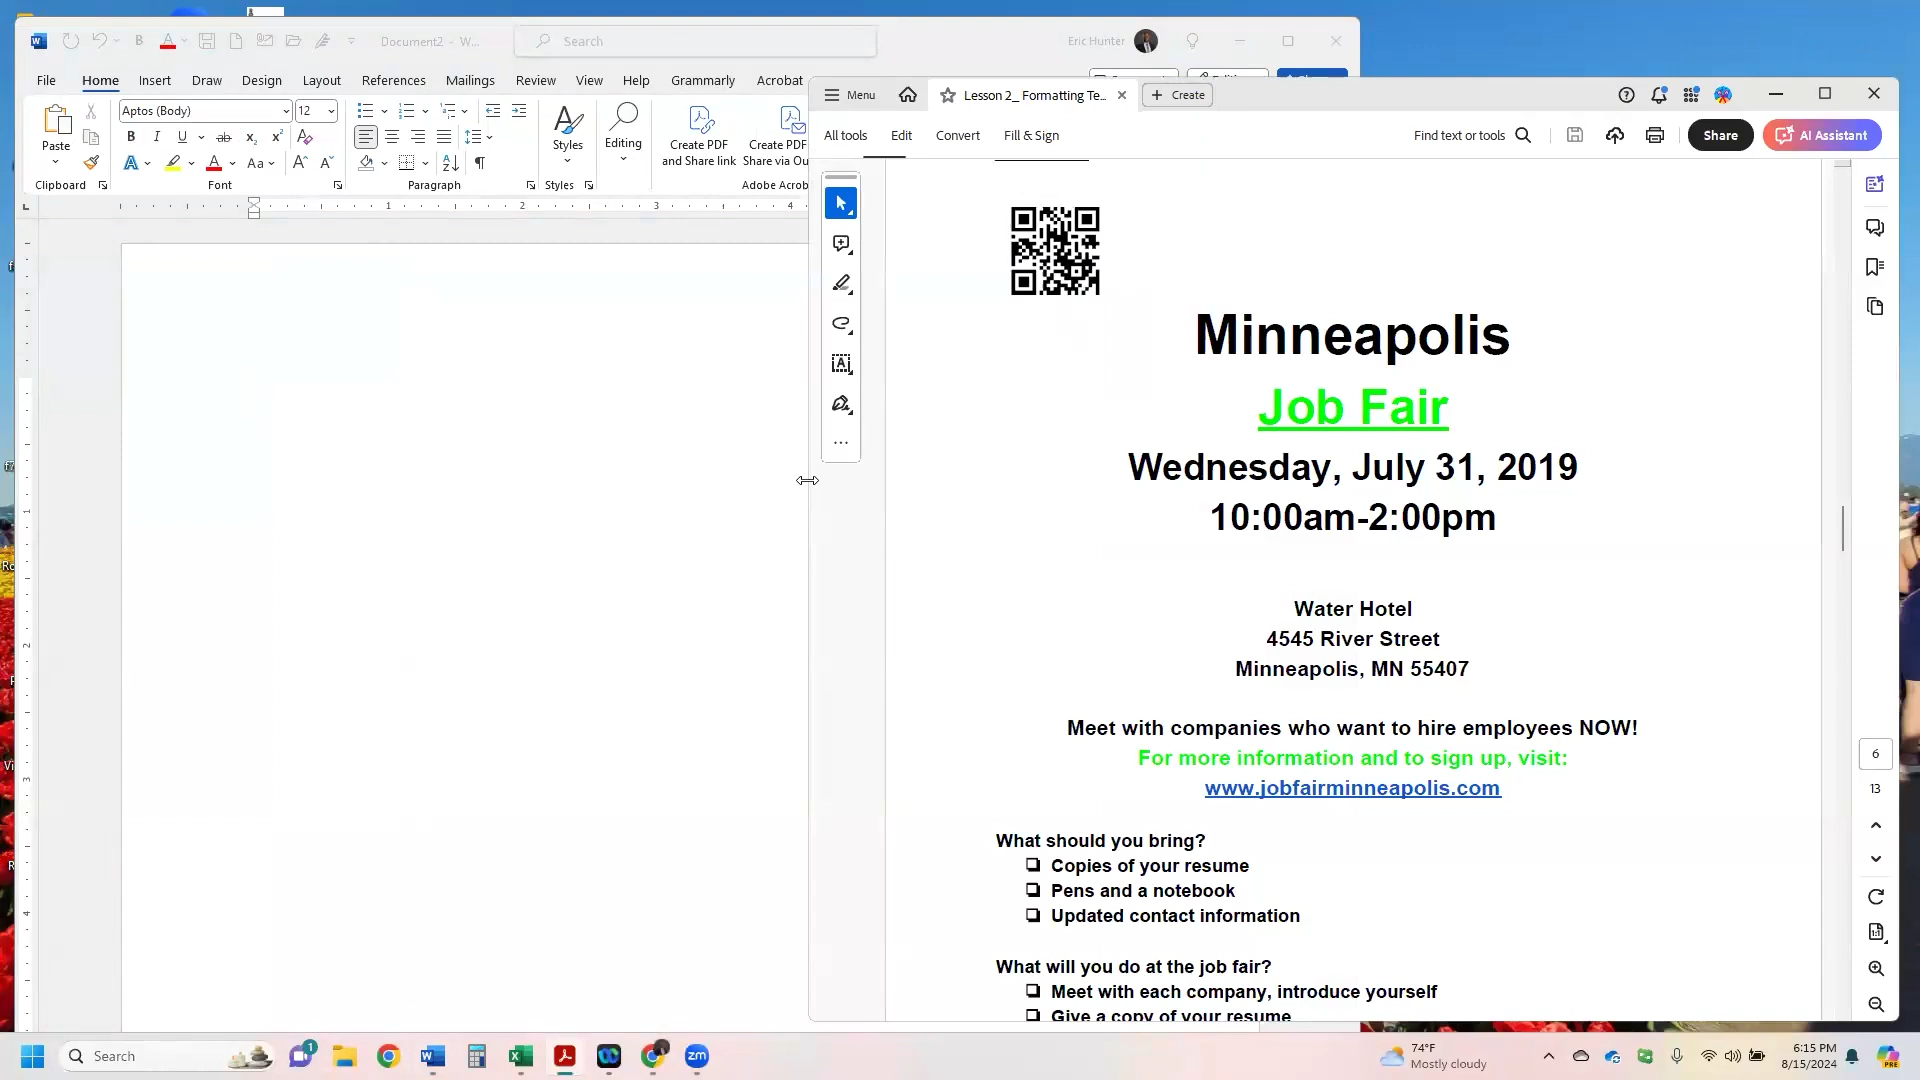 Document2 - W...
Search
Eric Hunter
File Home Insert Draw Design Layout References Mailings Review View Help Grammarly Acrobat
Aptos (Body) 12
Paste
Styles
Editing
Create PDF and Share link
Create PDF
Share via Ou
Clipboard Font Paragraph Styles Adobe Acrob
1 2 3 4
Menu
Lesson 2_ Formatting Te...
Create
All tools Edit Convert Fill & Sign
Find text or tools
Share
AI Assistant
Minneapolis
Job Fair
Wednesday, July 31, 2019
10:00am-2:00pm
Water Hotel
4545 River Street
Minneapolis, MN 55407
Meet with companies who want to hire employees NOW!
For more information and to sign up, visit:
www.jobfairminneapolis.com
What should you bring?
Copies of your resume
Pens and a notebook
Updated contact information
What will you do at the job fair?
Meet with each company, introduce yourself
Give a copy of your resume
6
13
Search
74°F
Mostly cloudy
6:15 PM
8/15/2024